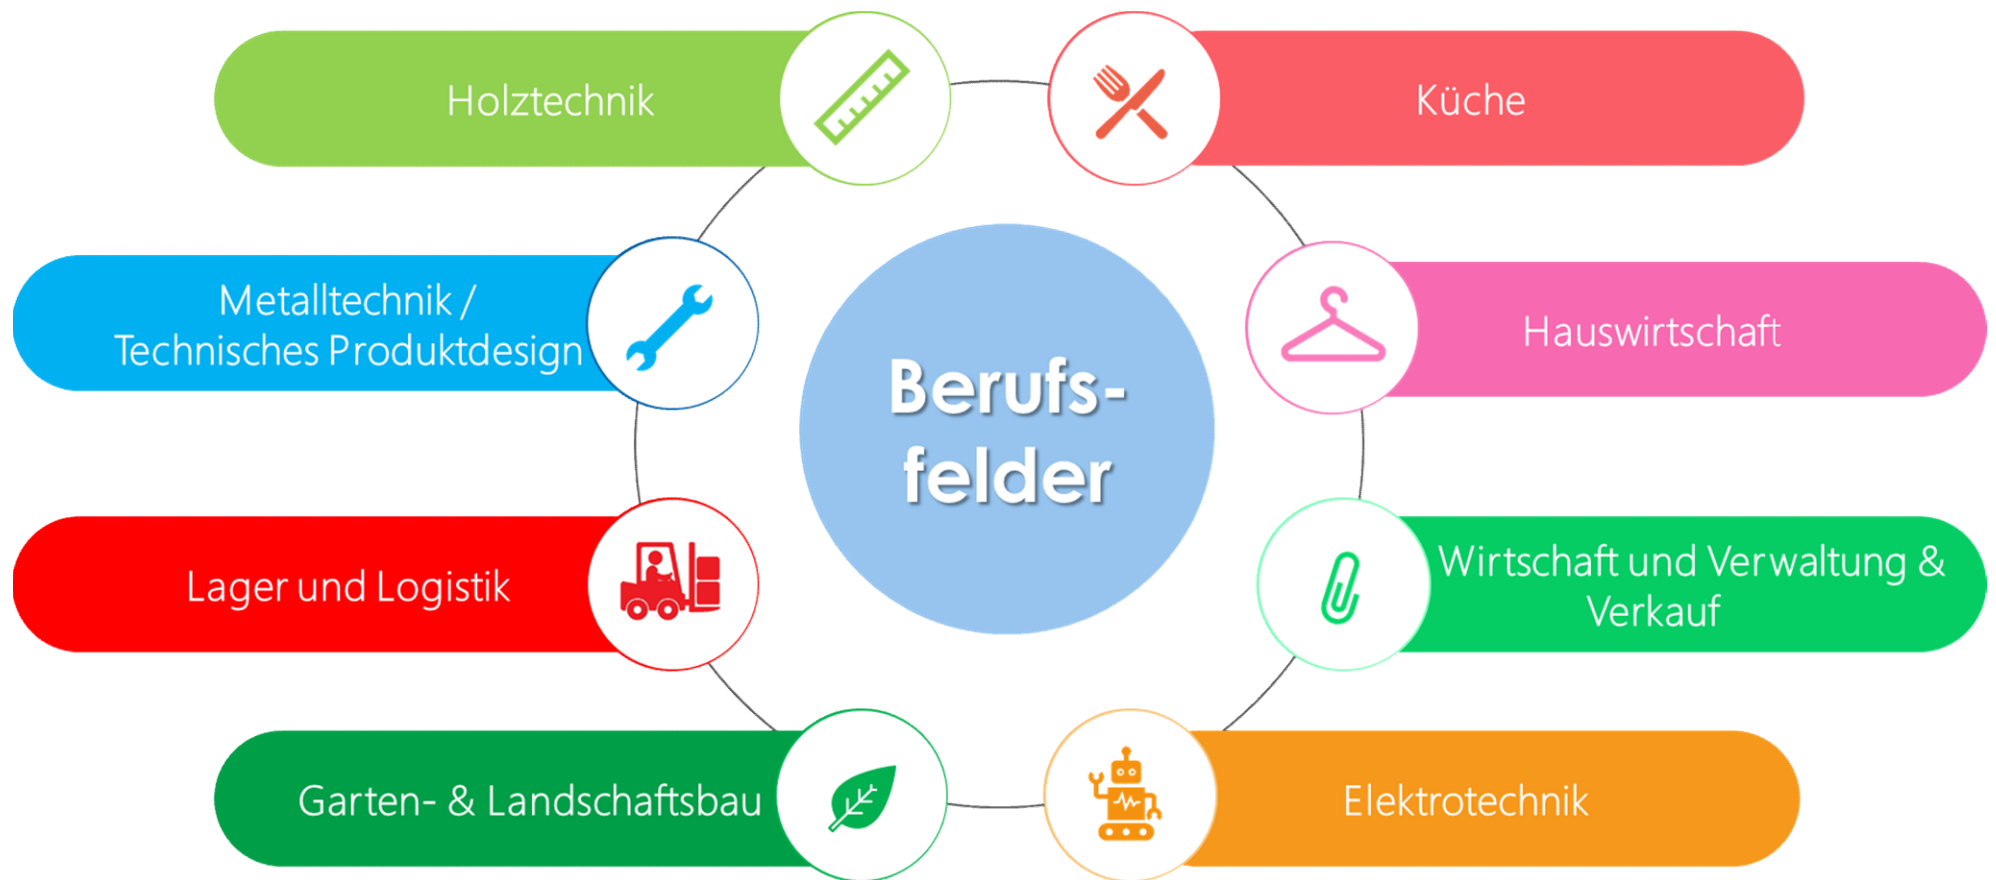 Holztechnik
Küche
Metalltechnik /
Technisches Produktdesign
Hauswirtschaft
Berufs-
felder
Lager und Logistik
Wirtschaft und Verwaltung &
Verkauf
Garten- & Landschaftsbau
Elektrotechnik